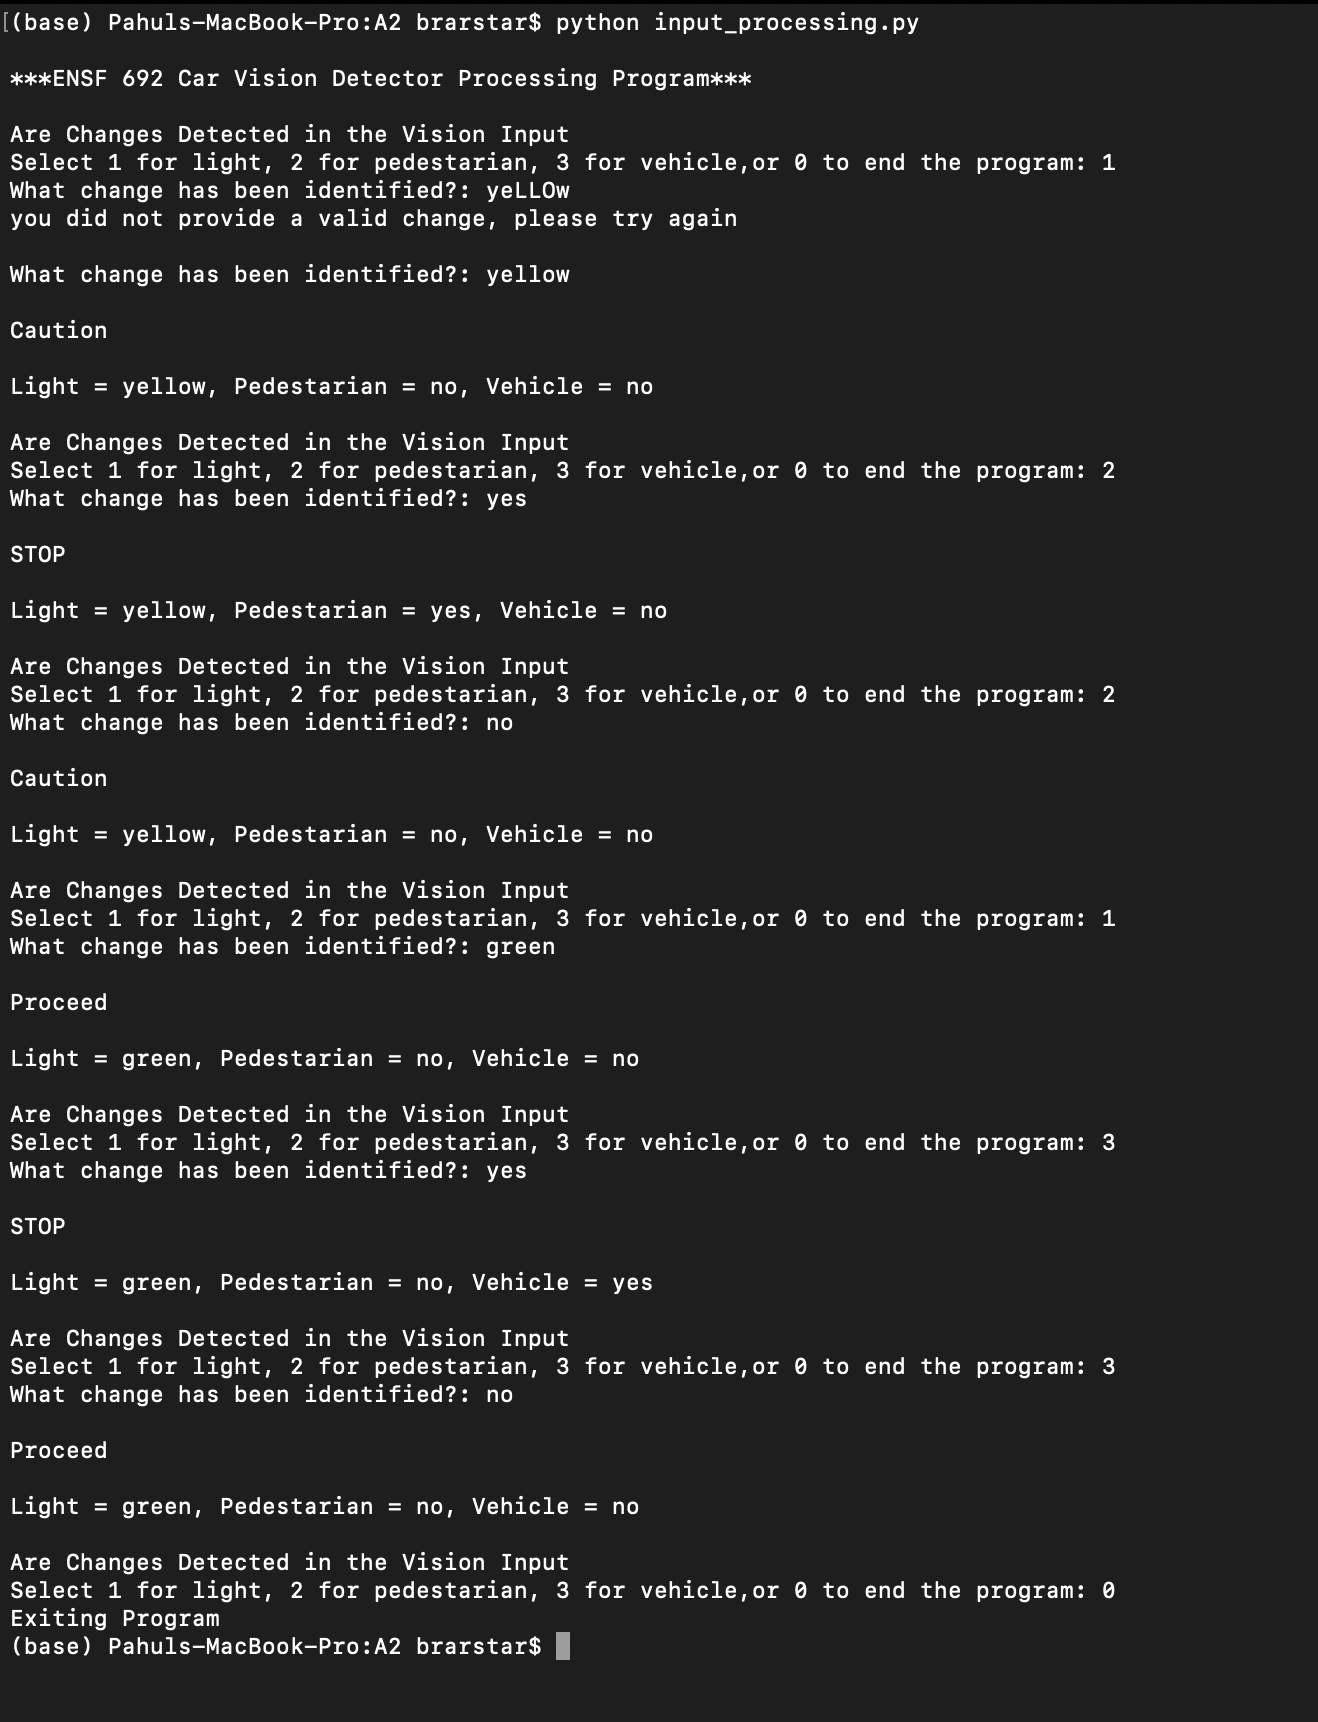 [(base) Pahuls-MacBook-Pro:A2 brarstar$ python input_processing.py
***ENSF 692 Car Vision Detector Processing Program***
Are Changes Detected in the Vision Input
Select 1 for light, 2 for pedestarian, 3 for vehicle,or 0 to end the program: 1
What change has been identified?: yeLLOw
you did not provide a valid change, please try again
What change has been identified?: yellow
Caution
Light = yellow, Pedestarian = no, Vehicle = no
Are Changes Detected in the Vision Input
Select 1 for light, 2 for pedestarian, 3 for vehicle,or 0 to end the program: 2
What change has been identified?: yes
STOP
Light = yellow, Pedestarian = yes, Vehicle = no
Are Changes Detected in the Vision Input
Select 1 for light, 2 for pedestarian, 3 for vehicle,or 0 to end the program: 2
What change has been identified?: no
Caution
Light = yellow, Pedestarian = no, Vehicle = no
Are Changes Detected in the Vision Input
Select 1 for light, 2 for pedestarian, 3 for vehicle,or 0 to end the program: 1
What change has been identified?: green
Proceed
Light = green, Pedestarian = no, Vehicle = no
Are Changes Detected in the Vision Input
Select 1 for light, 2 for pedestarian, 3 for vehicle,or 0 to end the program: 3
What change has been identified?: yes
STOP
Light = green, Pedestarian = no, Vehicle = yes
Are Changes Detected in the Vision Input
Select 1 for light, 2 for pedestarian, 3 for vehicle,or 0 to end the program: 3
What change has been identified?: no
Proceed
Light = green, Pedestarian = no, Vehicle = no
Are Changes Detected in the Vision Input
Select 1 for light, 2 for pedestarian, 3 for vehicle,or 0 to end the program: 0
Exiting Program
(base) Pahuls-MacBook-Pro:A2 brarstar$